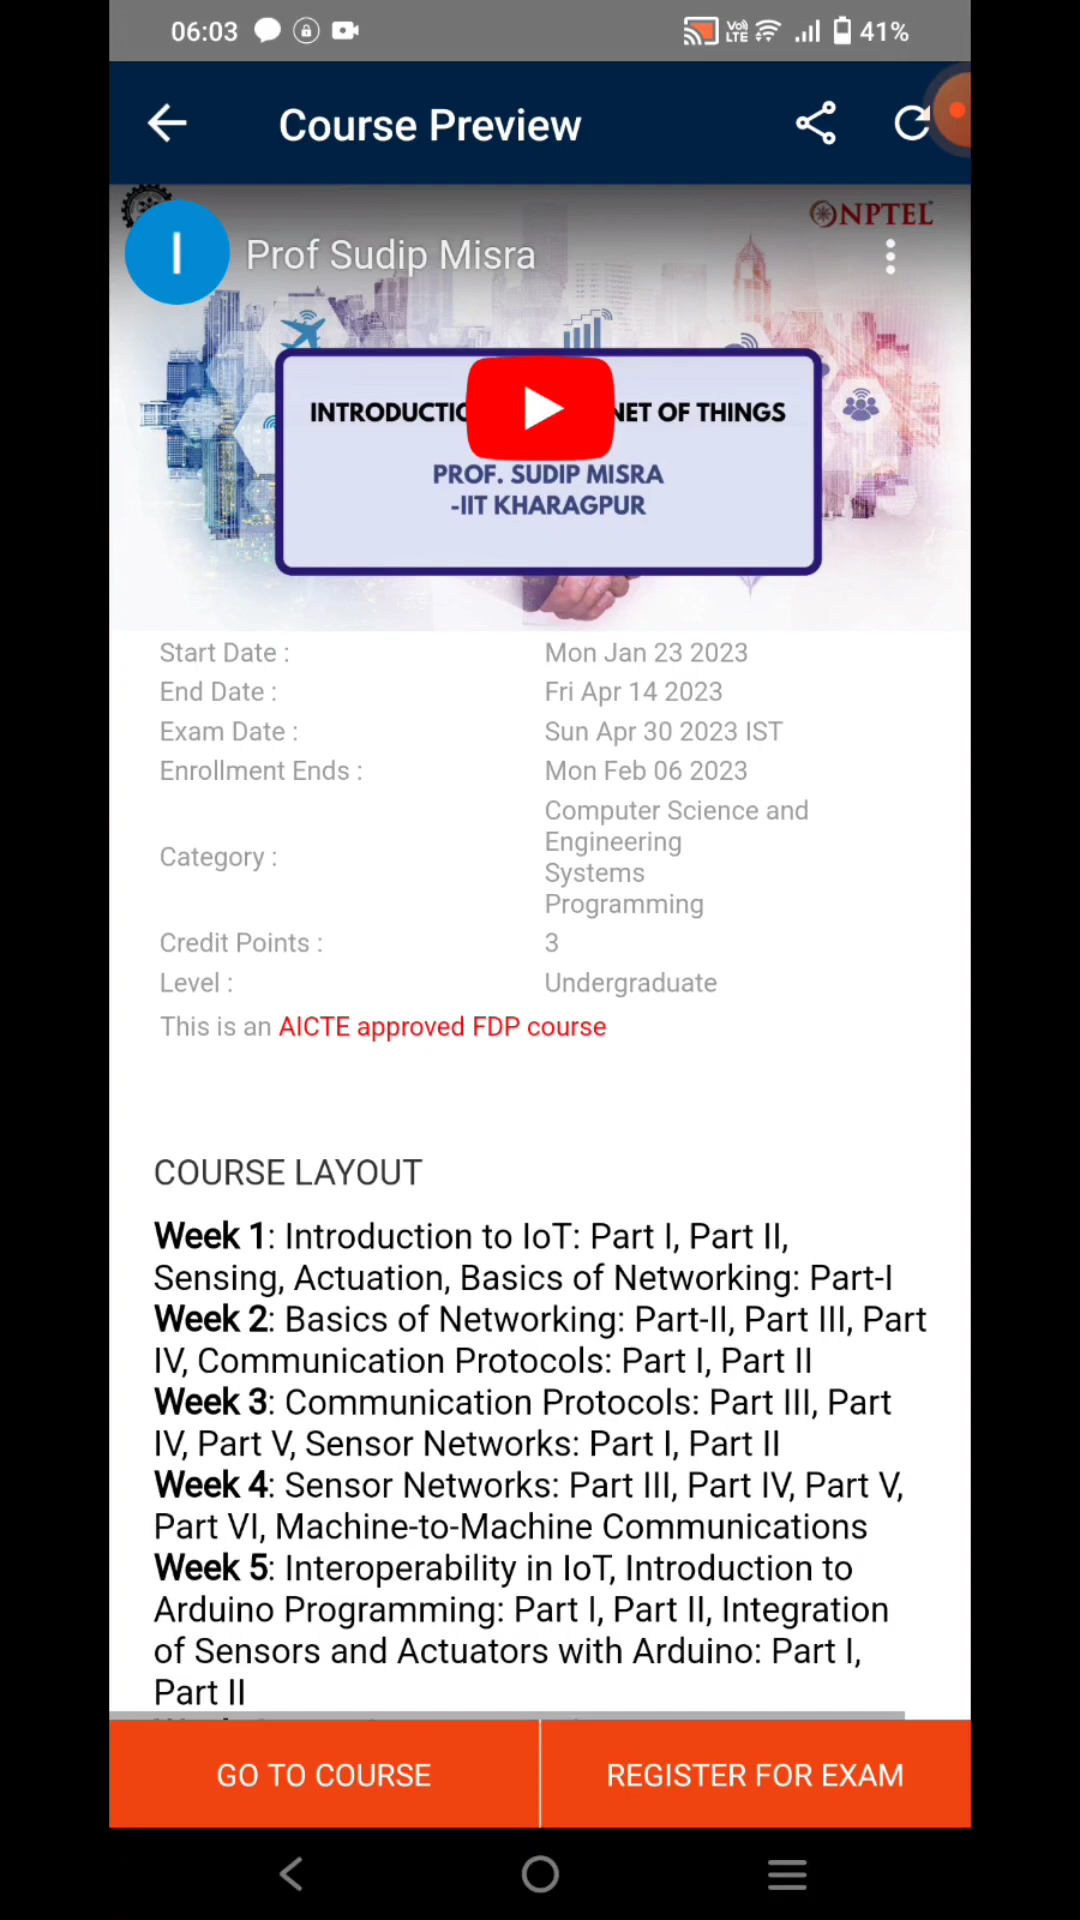 06:03
Vo)
LTE
41%
Course Preview
NPTEL
I
Prof Sudip Misra
INTRODUCTIO NET OF THINGS
PROF. SUDIP MISRA
-IIT KHARAGPUR
Start Date : Mon Jan 23 2023
End Date : Fri Apr 14 2023
Exam Date : Sun Apr 30 2023 IST
Enrollment Ends : Mon Feb 06 2023
Category : Computer Science and
Engineering
Systems
Programming
Credit Points : 3
Level : Undergraduate
This is an AICTE approved FDP course
COURSE LAYOUT
Week 1: Introduction to IoT: Part I, Part II,
Sensing, Actuation, Basics of Networking: Part-I
Week 2: Basics of Networking: Part-II, Part III, Part
IV, Communication Protocols: Part I, Part II
Week 3: Communication Protocols: Part III, Part
IV, Part V, Sensor Networks: Part I, Part II
Week 4: Sensor Networks: Part III, Part IV, Part V,
Part VI, Machine-to-Machine Communications
Week 5: Interoperability in IoT, Introduction to
Arduino Programming: Part I, Part II, Integration
of Sensors and Actuators with Arduino: Part I,
Part II
GO TO COURSE
REGISTER FOR EXAM